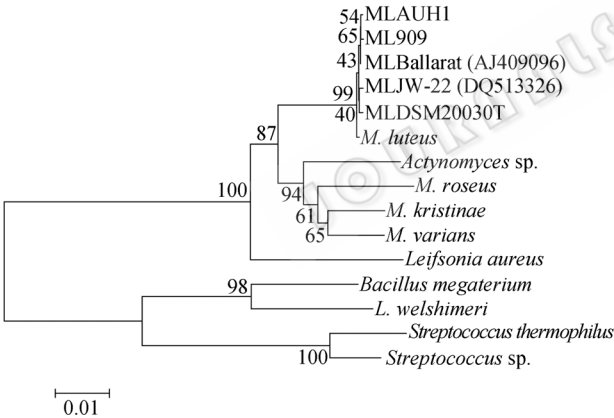 54
MLAUH1
65
ML909
43
MLBallarat (AJ409096)
MLJW-22 (DQ513326)
99
MLDSM20030T
40
M. luteus
87
Actynomyces sp.
94
M. roseus
100
61
M. kristinae
65
M. varians
Leifsonia aureus
98
Bacillus megaterium
L. welshimeri
Streptococcus thermophilus
100
Streptococcus sp.
0.01
JOURNALS